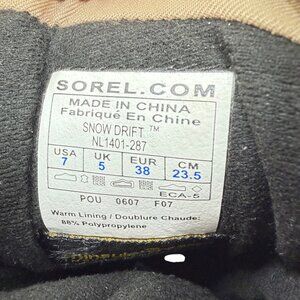 SOREL.COM
MADE IN CHINA
Fabriqué En Chine
SNOW DRIFT ™
NL1401-287
USA UK EUR CM
7 5 38 23.5
ECA-5
POU 0607 F07
Warm Lining / Doublure Chaude:
88% Polypropylene